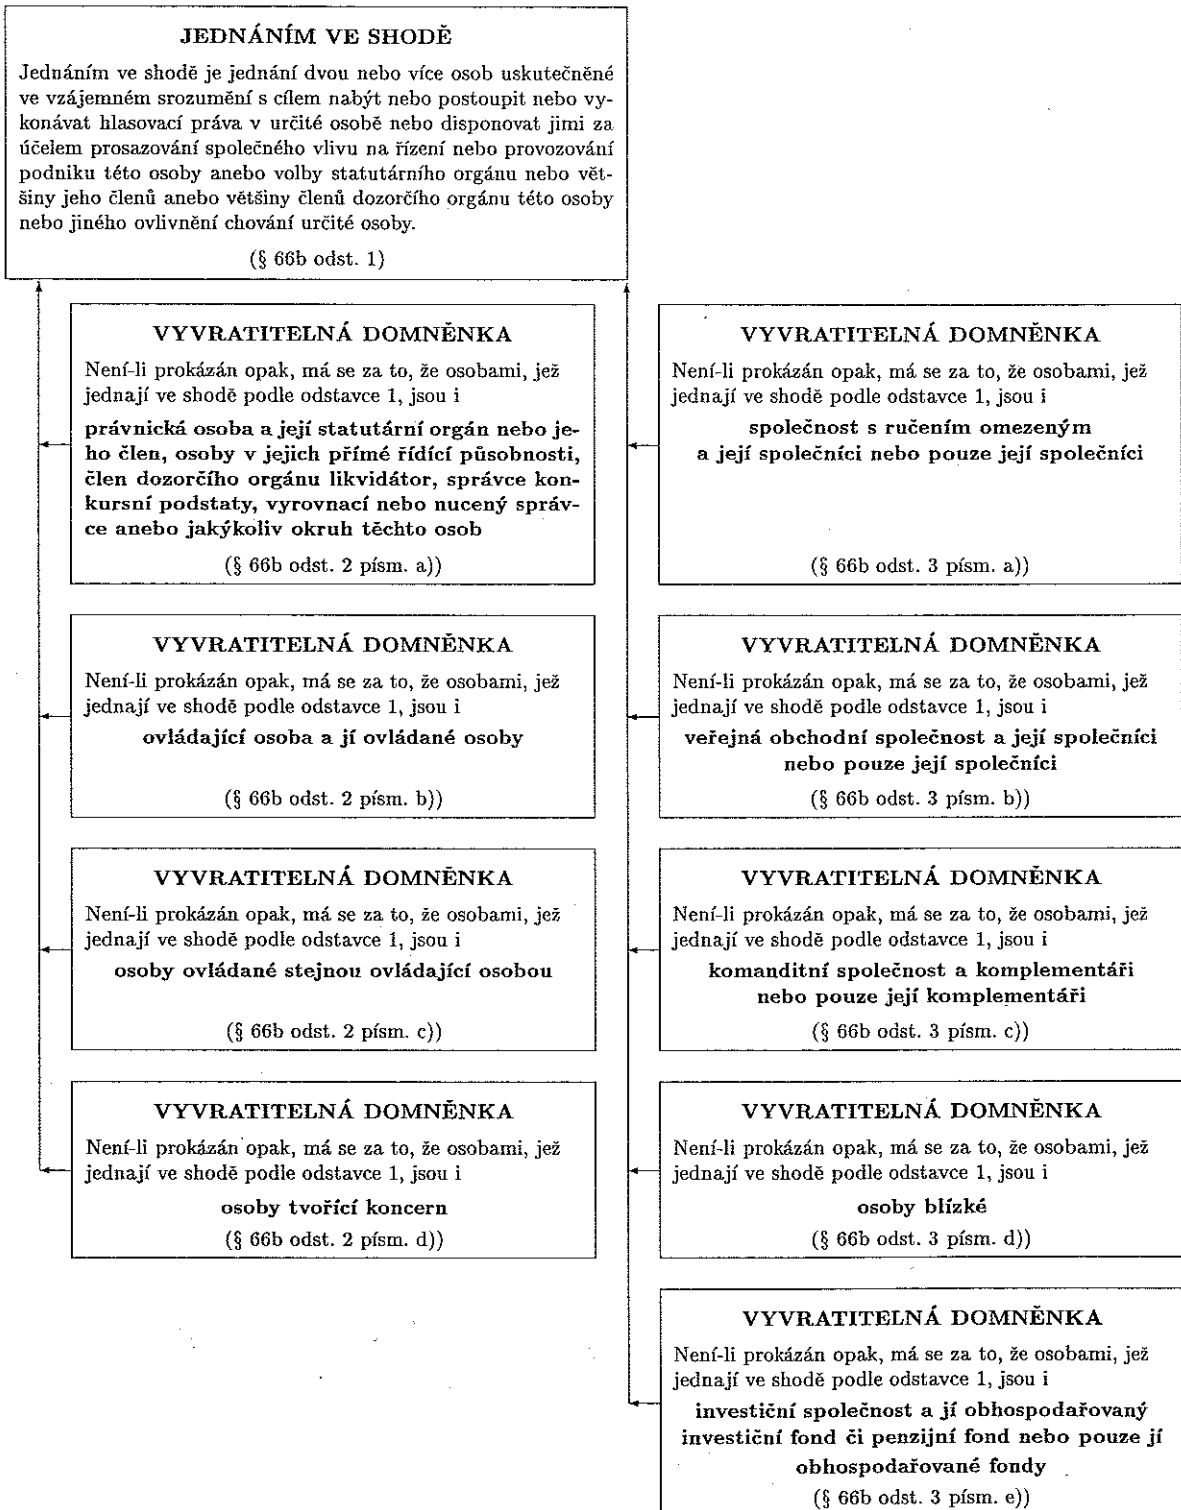 JEDNÁNÍM VE SHODĚ
Jednáním ve shodě je jednání dvou nebo více osob uskutečněné
ve vzájemném srozumění s cílem nabýt nebo postoupit nebo vy-
konávat hlasovací práva v určité osobě nebo disponovat jimi za
účelem prosazování společného vlivu na řízení nebo provozování
podniku této osoby anebo volby statutárního orgánu nebo vět-
šiny jeho členů anebo většiny členů dozorčího orgánu této osoby
nebo jiného ovlivnění chování určité osoby.
(§ 66b odst. 1)
VYVRATITELNÁ DOMNĚNKA
Není-li prokázán opak, má se za to, že osobami, jež
jednají ve shodě podle odstavce 1, jsou i
právnická osoba a její statutární orgán nebo je-
ho člen, osoby v jejich přímé řídící působnosti,
člen dozorčího orgánu likvidátor, správce kon-
kursní podstaty, vyrovnací nebo nucený správ-
ce anebo jakýkoliv okruh těchto osob
(§ 66b odst. 2 písm. a))
VYVRATITELNÁ DOMNĚNKA
Není-li prokázán opak, má se za to, že osobami, jež
jednají ve shodě podle odstavce 1, jsou i
ovládající osoba a jí ovládané osoby
(§ 66b odst. 2 písm. b))
VYVRATITELNÁ DOMNĚNKA
Není-li prokázán opak, má se za to, že osobami, jež
jednají ve shodě podle odstavce 1, jsou i
osoby ovládané stejnou ovládající osobou
(§ 66b odst. 2 písm. c))
VYVRATITELNÁ DOMNĚNKA
Není-li prokázán opak, má se za to, že osobami, jež
jednají ve shodě podle odstavce 1, jsou i
osoby tvořící koncern
(§ 66b odst. 2 písm. d))
VYVRATITELNÁ DOMNĚNKA
Není-li prokázán opak, má se za to, že osobami, jež
jednají ve shodě podle odstavce 1, jsou i
společnost s ručením omezeným
a její společníci nebo pouze její společníci
(§ 66b odst. 3 písm. a))
VYVRATITELNÁ DOMNĚNKA
Není-li prokázán opak, má se za to, že osobami, jež
jednají ve shodě podle odstavce 1, jsou i
veřejná obchodní společnost a její společníci
nebo pouze její společníci
(§ 66b odst. 3 písm. b))
VYVRATITELNÁ DOMNĚNKA
Není-li prokázán opak, má se za to, že osobami, jež
jednají ve shodě podle odstavce 1, jsou i
komanditní společnost a komplementáři
nebo pouze její komplementáři
(§ 66b odst. 3 písm. c))
VYVRATITELNÁ DOMNĚNKA
Není-li prokázán opak, má se za to, že osobami, jež
jednají ve shodě podle odstavce 1, jsou i
osoby blízké
(§ 66b odst. 3 písm. d))
VYVRATITELNÁ DOMNĚNKA
Není-li prokázán opak, má se za to, že osobami, jež
jednají ve shodě podle odstavce 1, jsou i
investiční společnost a jí obhospodařovaný
investiční fond či penzijní fond nebo pouze jí
obhospodařované fondy
(§ 66b odst. 3 písm. e))